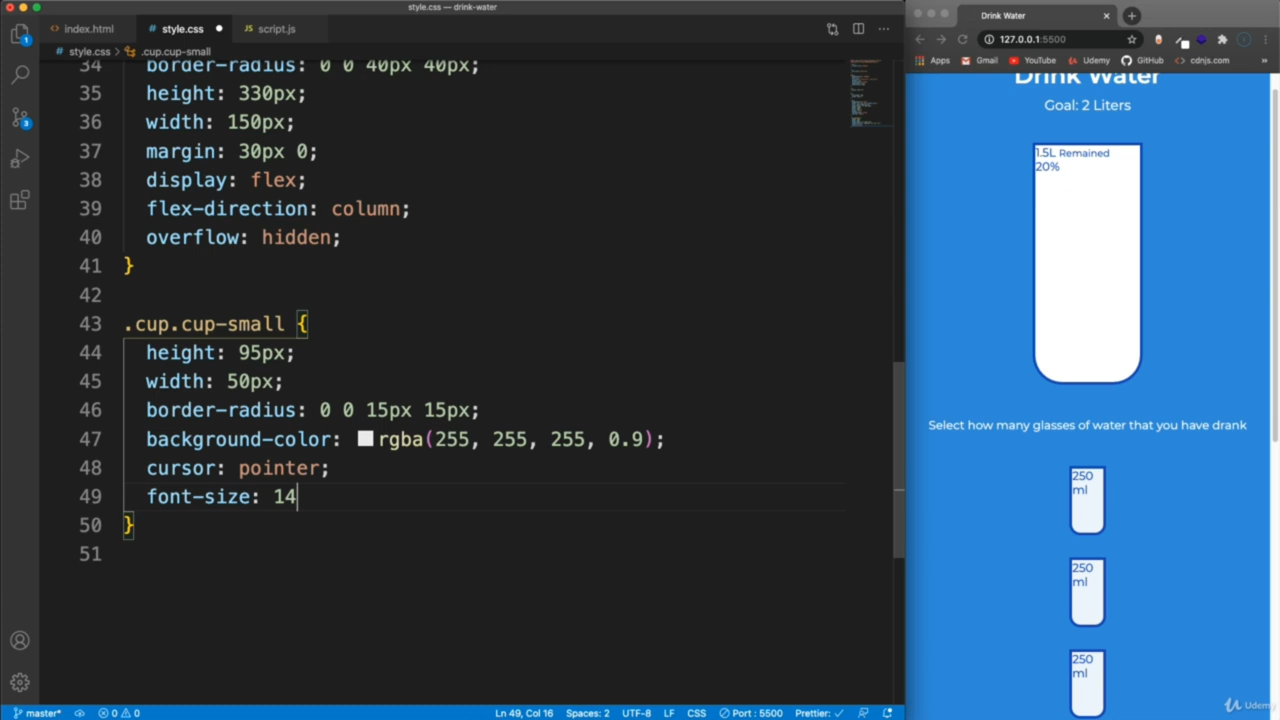 style.css — drink-water
index.html
style.css
script.js
style.css > .cup.cup-small
34 border-radius: 0 0 40px 40px;
35 height: 330px;
36 width: 150px;
37 margin: 30px 0;
38 display: flex;
39 flex-direction: column;
40 overflow: hidden;
41 }
42
43 .cup.cup-small {
44 height: 95px;
45 width: 50px;
46 border-radius: 0 0 15px 15px;
47 background-color: rgba(255, 255, 255, 0.9);
48 cursor: pointer;
49 font-size: 14
50 }
51
1
3
master* 0 0 Ln 49, Col 16 Spaces: 2 UTF-8 LF CSS Port : 5500 Prettier: ✓
Drink Water
127.0.0.1:5500
Apps Gmail YouTube Udemy GitHub cdnjs.com »
Drink Water
Goal: 2 Liters
1.5L Remained
20%
Select how many glasses of water that you have drank
250
ml
250
ml
250
ml
Udemy